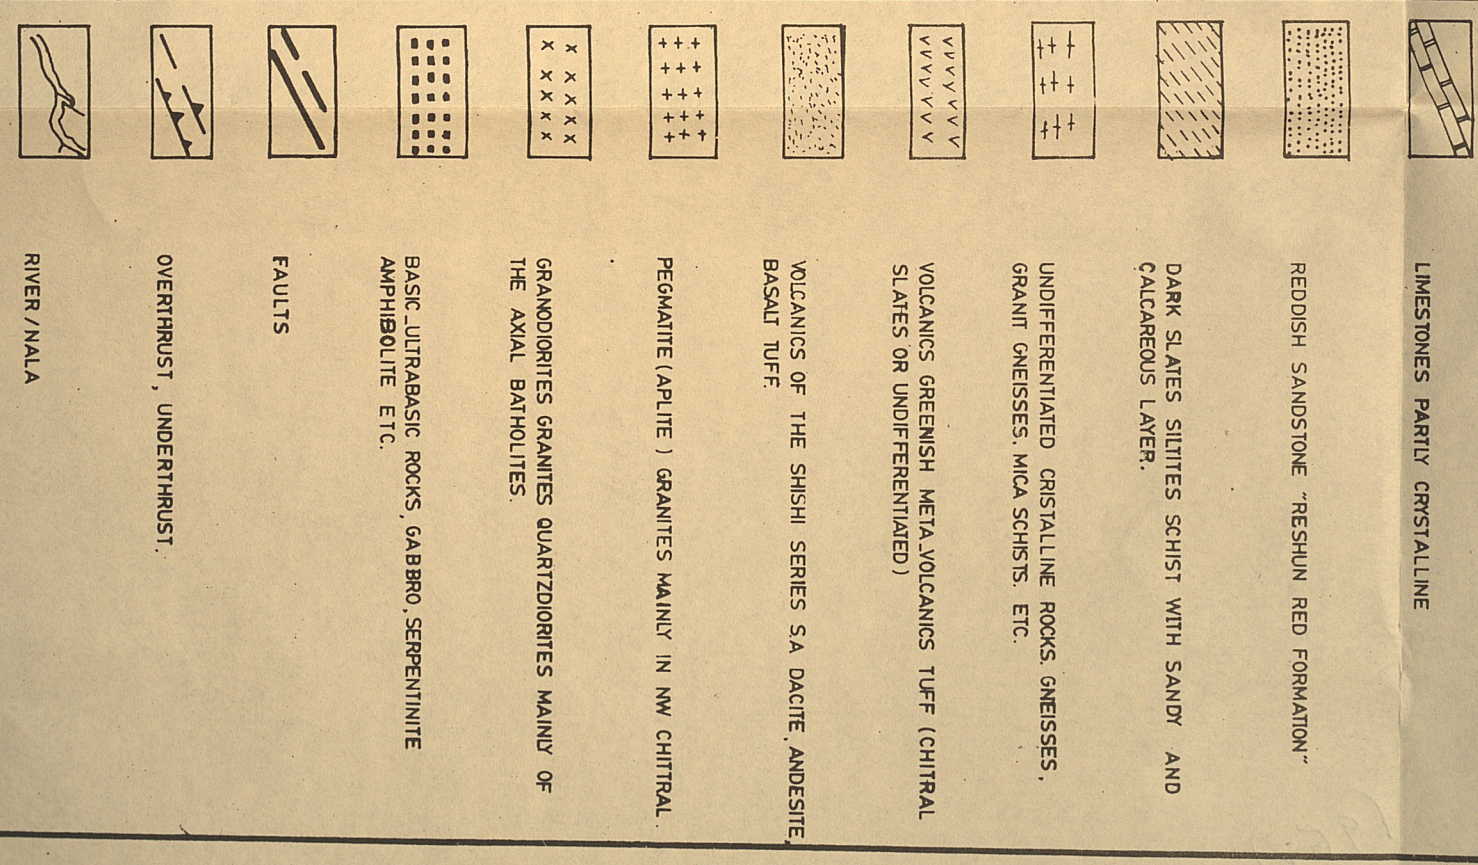 LIMESTONES PARTLY CRYSTALLINE
REDDISH SANDSTONE "RESHUN RED FORMATION"
DARK SLATES SILTITES SCHIST WITH SANDY AND
CALCAREOUS LAYER.
UNDIFFERENTIATED CRISTALLINE ROCKS. GNEISSES,
GRANIT GNEISSES, MICA SCHISTS. ETC.
VOLCANICS GREENISH META_VOLCANICS TUFF (CHITRAL
SLATES OR UNDIFFERENTIATED)
VOLCANICS OF THE SHISHI SERIES S.A DACITE, ANDESITE,
BASALT TUFF.
PEGMATITE (APLITE) GRANITES MAINLY IN NW CHITTRAL.
GRANODIORITES GRANITES QUARTZDIORITES MAINLY OF
THE AXIAL BATHOLITES.
BASIC_ULTRABASIC ROCKS, GABBRO, SERPENTINITE
AMPHIBOLITE ETC.
FAULTS
OVERTHRUST, UNDERTHRUST.
RIVER/NALA